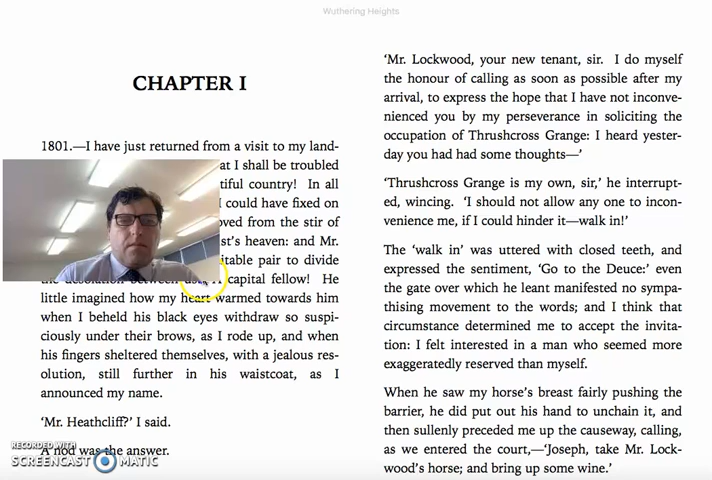 Wuthering Heights
CHAPTER I
1801.—I have just returned from a visit to my land-
at I shall be troubled
tiful country! In all
I could have fixed on
oved from the stir of
st's heaven: and Mr.
itable pair to divide
the desolation between capital fellow! He
little imagined how my heart warmed towards him
when I beheld his black eyes withdraw so suspi-
ciously under their brows, as I rode up, and when
his fingers sheltered themselves, with a jealous res-
olution, still further in his waistcoat, as I
announced my name.
‘Mr. Heathcliff?’ I said.
A nod was the answer.
‘Mr. Lockwood, your new tenant, sir. I do myself
the honour of calling as soon as possible after my
arrival, to express the hope that I have not inconve-
nienced you by my perseverance in soliciting the
occupation of Thrushcross Grange: I heard yester-
day you had had some thoughts—’
‘Thrushcross Grange is my own, sir,’ he interrupt-
ed, wincing. ‘I should not allow any one to incon-
venience me, if I could hinder it—walk in!’
The ‘walk in’ was uttered with closed teeth, and
expressed the sentiment, ‘Go to the Deuce:’ even
the gate over which he leant manifested no sympa-
thising movement to the words; and I think that
circumstance determined me to accept the invita-
tion: I felt interested in a man who seemed more
exaggeratedly reserved than myself.
When he saw my horse's breast fairly pushing the
barrier, he did put out his hand to unchain it, and
then sullenly preceded me up the causeway, calling,
as we entered the court,—‘Joseph, take Mr. Lock-
wood's horse; and bring up some wine.’
RECORDED WITH
SCREENCAST MATIC